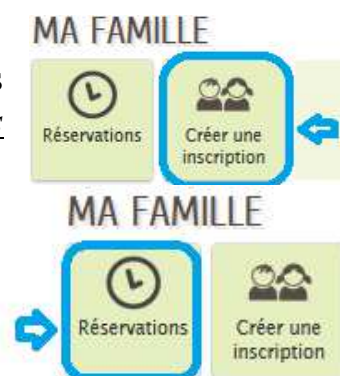 MA FAMILLE
Réservations
Créer une
inscription
MA FAMILLE
Réservations
Créer une
inscription